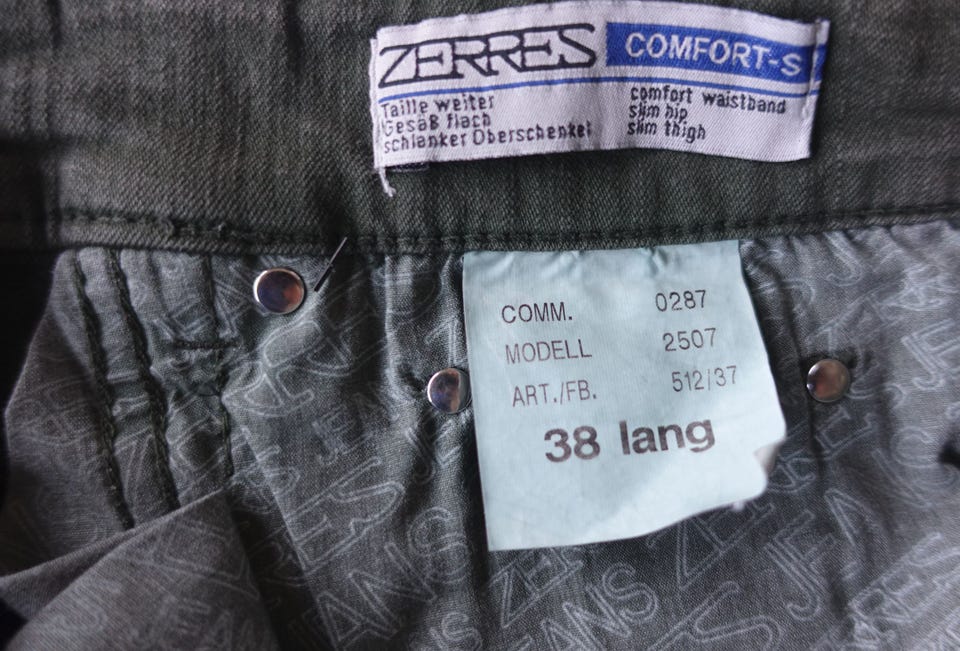 ZERRES COMFORT-S
Taille weiter
Gesäß flach
schlanker Oberschenkel
comfort waistband
slim hip
slim thigh
COMM. 0287
MODELL 2507
ART./FB. 512/37
38 lang